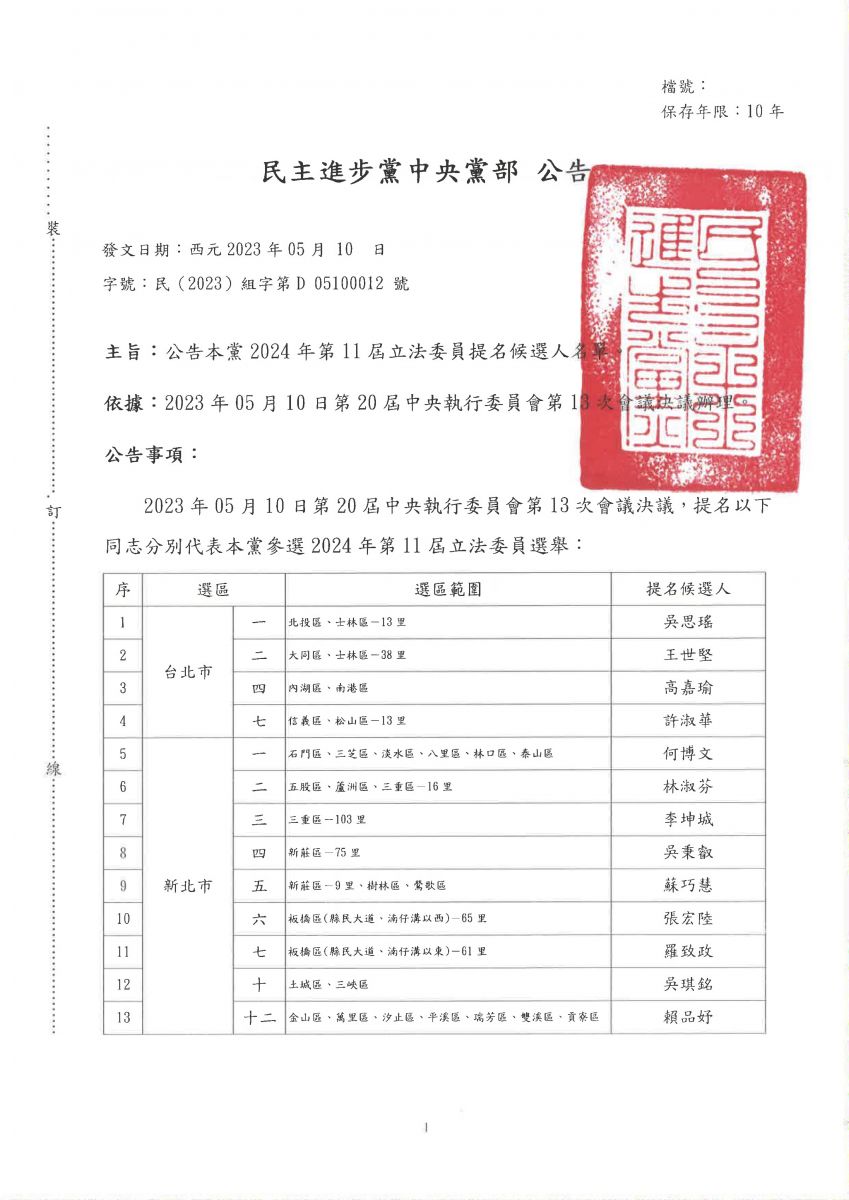 檔號：
保存年限：10 年
民主進步黨中央黨部 公告
發文日期：西元 2023 年 05 月 10 日
字號：民（2023）組字第 D 05100012 號
主旨：公告本黨 2024 年第 11 屆立法委員提名候選人名單。
依據：2023 年 05 月 10 日第 20 屆中央執行委員會第 13 次會議決議辦理。
公告事項：
2023 年 05 月 10 日第 20 屆中央執行委員會第 13 次會議決議，提名以下
同志分別代表本黨參選 2024 年第 11 屆立法委員選舉：
序 選區 選區範圍 提名候選人
1 台北市 一 北投區、士林區－13 里 吳思瑤
2 二 大同區、士林區－38 里 王世堅
3 四 內湖區、南港區 高嘉瑜
4 七 信義區、松山區－13 里 許淑華
5 新北市 一 石門區、三芝區、淡水區、八里區、林口區、泰山區 何博文
6 二 五股區、蘆洲區、三重區－16 里 林淑芬
7 三 三重區－103 里 李坤城
8 四 新莊區－75 里 吳秉叡
9 五 新莊區－9 里、樹林區、鶯歌區 蘇巧慧
10 六 板橋區(縣民大道、湳仔溝以西)－65 里 張宏陸
11 七 板橋區(縣民大道、湳仔溝以東)－61 里 羅致政
12 十 土城區、三峽區 吳琪銘
13 十二 金山區、萬里區、汐止區、平溪區、瑞芳區、雙溪區、貢寮區 賴品妤
裝
訂
線
1